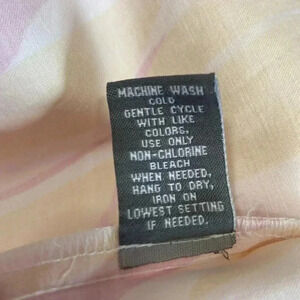 MACHINE WASH
COLD
GENTLE CYCLE
WITH LIKE
COLORS,
USE ONLY
NON-CHLORINE
BLEACH
WHEN NEEDED,
HANG TO DRY,
IRON ON
LOWEST SETTING
IF NEEDED.